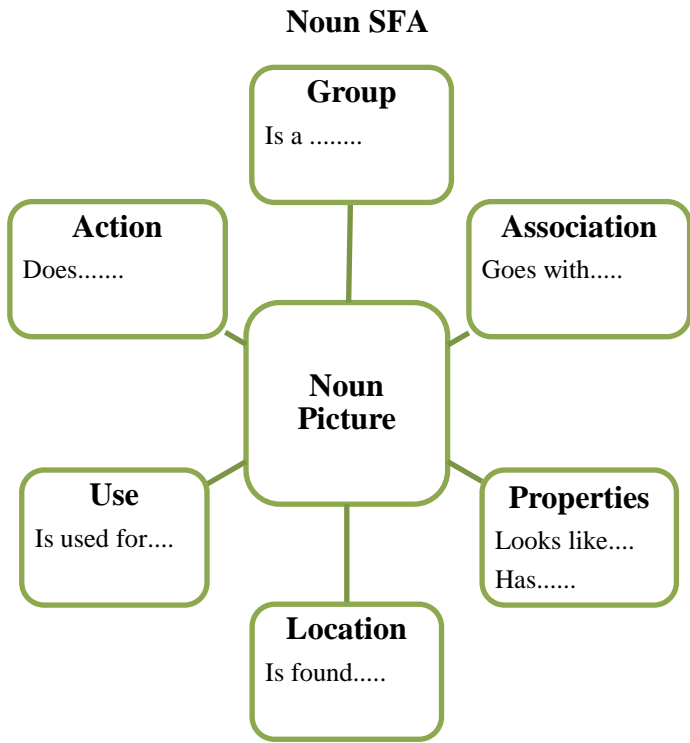 Noun SFA
Group
Is a ........
Action
Does.......
Association
Goes with.....
Noun
Picture
Use
Is used for....
Properties
Looks like....
Has......
Location
Is found.....